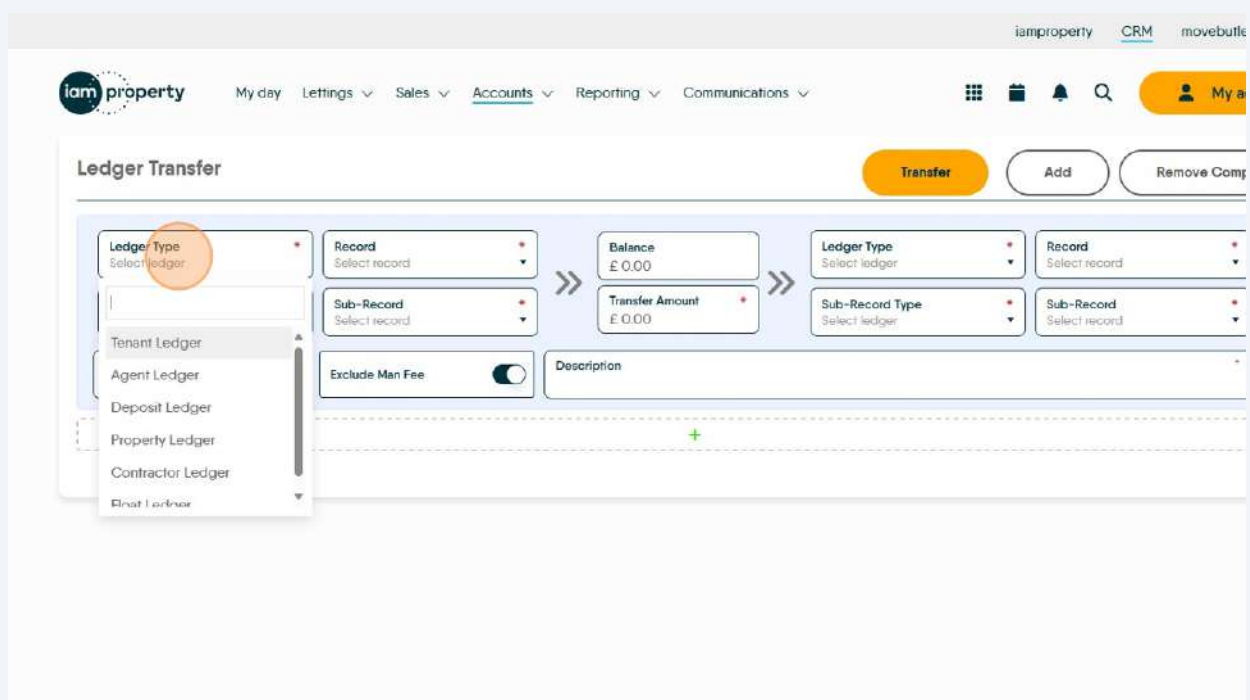 iamproperty CRM movebutle
iam property My day Lettings Sales Accounts Reporting Communications My a
Ledger Transfer Transfer Add Remove Comp
Ledger Type * Record * Balance Ledger Type * Record *
Select ledger Select record £ 0.00 Select ledger Select record
Sub-Record * Transfer Amount * Sub-Record Type * Sub-Record *
Select record £ 0.00 Select ledger Select record
Tenant Ledger
Agent Ledger Exclude Man Fee Description *
Deposit Ledger
Property Ledger +
Contractor Ledger
Float Ledger